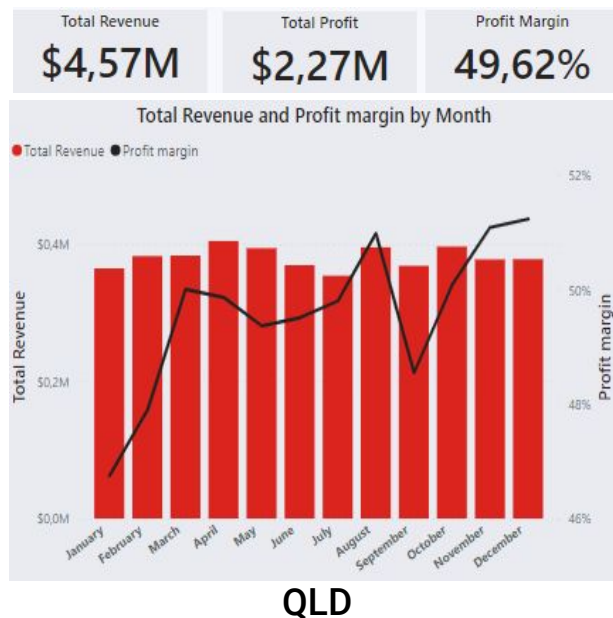 Total Revenue
$4,57M
Total Profit
$2,27M
Profit Margin
49,62%
Total Revenue and Profit margin by Month
Total Revenue Profit margin
52%
$0,4M
50%
Total Revenue
Profit margin
$0,2M
48%
$0,0M
46%
January
February
March
April
May
June
July
August
September
October
November
December
QLD